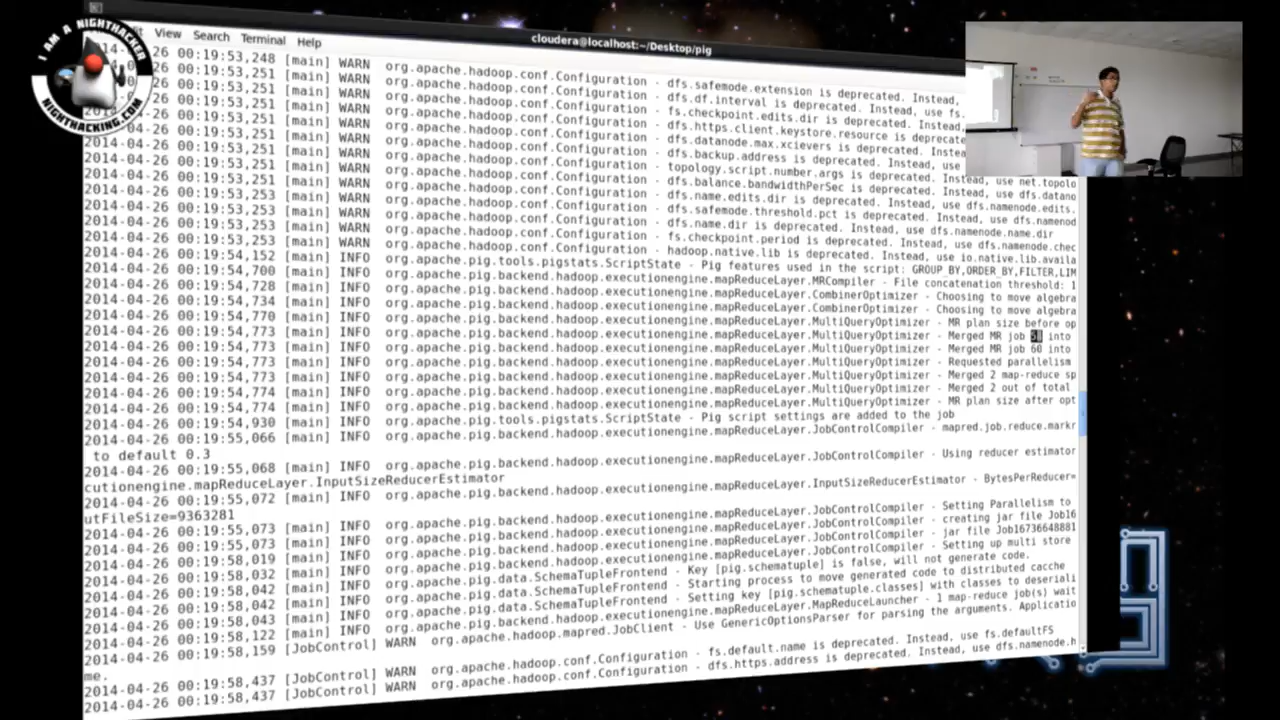 I AM A NIGHTHACKER
NIGHTHACKING.COM
View Search Terminal Help
cloudera@localhost:~/Desktop/pig
26 00:19:53,248 [main] WARN org.apache.hadoop.conf.Configuration - dfs.safemode.extension is deprecated. Instead,
26 00:19:53,251 [main] WARN org.apache.hadoop.conf.Configuration - dfs.df.interval is deprecated. Instead, use fs.
26 00:19:53,251 [main] WARN org.apache.hadoop.conf.Configuration - fs.checkpoint.edits.dir is deprecated. Instead,
26 00:19:53,251 [main] WARN org.apache.hadoop.conf.Configuration - dfs.https.client.keystore.resource is deprecate
26 00:19:53,251 [main] WARN org.apache.hadoop.conf.Configuration - dfs.datanode.max.xcievers is deprecated. Instea
26 00:19:53,251 [main] WARN org.apache.hadoop.conf.Configuration - dfs.backup.address is deprecated. Instead, use
2014-04-26 00:19:53,251 [main] WARN org.apache.hadoop.conf.Configuration - topology.script.number.args is deprecated. Instead, use net.topolo
2014-04-26 00:19:53,251 [main] WARN org.apache.hadoop.conf.Configuration - dfs.balance.bandwidthPerSec is deprecated. Instead, use dfs.datano
2014-04-26 00:19:53,251 [main] WARN org.apache.hadoop.conf.Configuration - dfs.name.edits.dir is deprecated. Instead, use dfs.namenode.edits.
2014-04-26 00:19:53,253 [main] WARN org.apache.hadoop.conf.Configuration - dfs.safemode.threshold.pct is deprecated. Instead, use dfs.namenod
2014-04-26 00:19:53,253 [main] WARN org.apache.hadoop.conf.Configuration - dfs.name.dir is deprecated. Instead, use dfs.namenode.name.dir
2014-04-26 00:19:53,253 [main] WARN org.apache.hadoop.conf.Configuration - fs.checkpoint.period is deprecated. Instead, use dfs.namenode.chec
2014-04-26 00:19:53,253 [main] WARN org.apache.hadoop.conf.Configuration - hadoop.native.lib is deprecated. Instead, use io.native.lib.availa
2014-04-26 00:19:54,152 [main] INFO org.apache.pig.tools.pigstats.ScriptState - Pig features used in the script: GROUP_BY,ORDER_BY,FILTER,LIM
2014-04-26 00:19:54,700 [main] INFO org.apache.pig.backend.hadoop.executionengine.mapReduceLayer.MRCompiler - File concatenation threshold: 1
2014-04-26 00:19:54,728 [main] INFO org.apache.pig.backend.hadoop.executionengine.mapReduceLayer.CombinerOptimizer - Choosing to move algebra
2014-04-26 00:19:54,734 [main] INFO org.apache.pig.backend.hadoop.executionengine.mapReduceLayer.CombinerOptimizer - Choosing to move algebra
2014-04-26 00:19:54,770 [main] INFO org.apache.pig.backend.hadoop.executionengine.mapReduceLayer.MultiQueryOptimizer - MR plan size before op
2014-04-26 00:19:54,773 [main] INFO org.apache.pig.backend.hadoop.executionengine.mapReduceLayer.MultiQueryOptimizer - Merged MR job 58 into
2014-04-26 00:19:54,773 [main] INFO org.apache.pig.backend.hadoop.executionengine.mapReduceLayer.MultiQueryOptimizer - Merged MR job 60 into
2014-04-26 00:19:54,773 [main] INFO org.apache.pig.backend.hadoop.executionengine.mapReduceLayer.MultiQueryOptimizer - Requested parallelism
2014-04-26 00:19:54,773 [main] INFO org.apache.pig.backend.hadoop.executionengine.mapReduceLayer.MultiQueryOptimizer - Merged 2 map-reduce sp
2014-04-26 00:19:54,774 [main] INFO org.apache.pig.backend.hadoop.executionengine.mapReduceLayer.MultiQueryOptimizer - Merged 2 out of total
2014-04-26 00:19:54,774 [main] INFO org.apache.pig.backend.hadoop.executionengine.mapReduceLayer.MultiQueryOptimizer - MR plan size after opt
2014-04-26 00:19:54,930 [main] INFO org.apache.pig.tools.pigstats.ScriptState - Pig script settings are added to the job
2014-04-26 00:19:55,066 [main] INFO org.apache.pig.backend.hadoop.executionengine.mapReduceLayer.JobControlCompiler - mapred.job.reduce.markr
to default 0.3
2014-04-26 00:19:55,068 [main] INFO org.apache.pig.backend.hadoop.executionengine.mapReduceLayer.JobControlCompiler - Using reducer estimator
cutionengine.mapReduceLayer.InputSizeReducerEstimator
2014-04-26 00:19:55,072 [main] INFO org.apache.pig.backend.hadoop.executionengine.mapReduceLayer.InputSizeReducerEstimator - BytesPerReducer=
utFileSize=9363281
2014-04-26 00:19:55,073 [main] INFO org.apache.pig.backend.hadoop.executionengine.mapReduceLayer.JobControlCompiler - Setting Parallelism to
2014-04-26 00:19:55,073 [main] INFO org.apache.pig.backend.hadoop.executionengine.mapReduceLayer.JobControlCompiler - creating jar file Job16
2014-04-26 00:19:58,019 [main] INFO org.apache.pig.backend.hadoop.executionengine.mapReduceLayer.JobControlCompiler - jar file Job16736648881
2014-04-26 00:19:58,032 [main] INFO org.apache.pig.backend.hadoop.executionengine.mapReduceLayer.JobControlCompiler - Setting up multi store
2014-04-26 00:19:58,042 [main] INFO org.apache.pig.data.SchemaTupleFrontend - Key [pig.schematuple] is false, will not generate code.
2014-04-26 00:19:58,042 [main] INFO org.apache.pig.data.SchemaTupleFrontend - Starting process to move generated code to distributed cacche
2014-04-26 00:19:58,043 [main] INFO org.apache.pig.data.SchemaTupleFrontend - Setting key [pig.schematuple.classes] with classes to deseriali
2014-04-26 00:19:58,122 [main] INFO org.apache.pig.backend.hadoop.executionengine.mapReduceLayer.MapReduceLauncher - 1 map-reduce job(s) wait
2014-04-26 00:19:58,159 [JobControl] WARN org.apache.hadoop.mapred.JobClient - Use GenericOptionsParser for parsing the arguments. Applicatio
me.
2014-04-26 00:19:58,437 [JobControl] WARN org.apache.hadoop.conf.Configuration - fs.default.name is deprecated. Instead, use fs.defaultFS
2014-04-26 00:19:58,437 [JobControl] WARN org.apache.hadoop.conf.Configuration - dfs.https.address is deprecated. Instead, use dfs.namenode.h